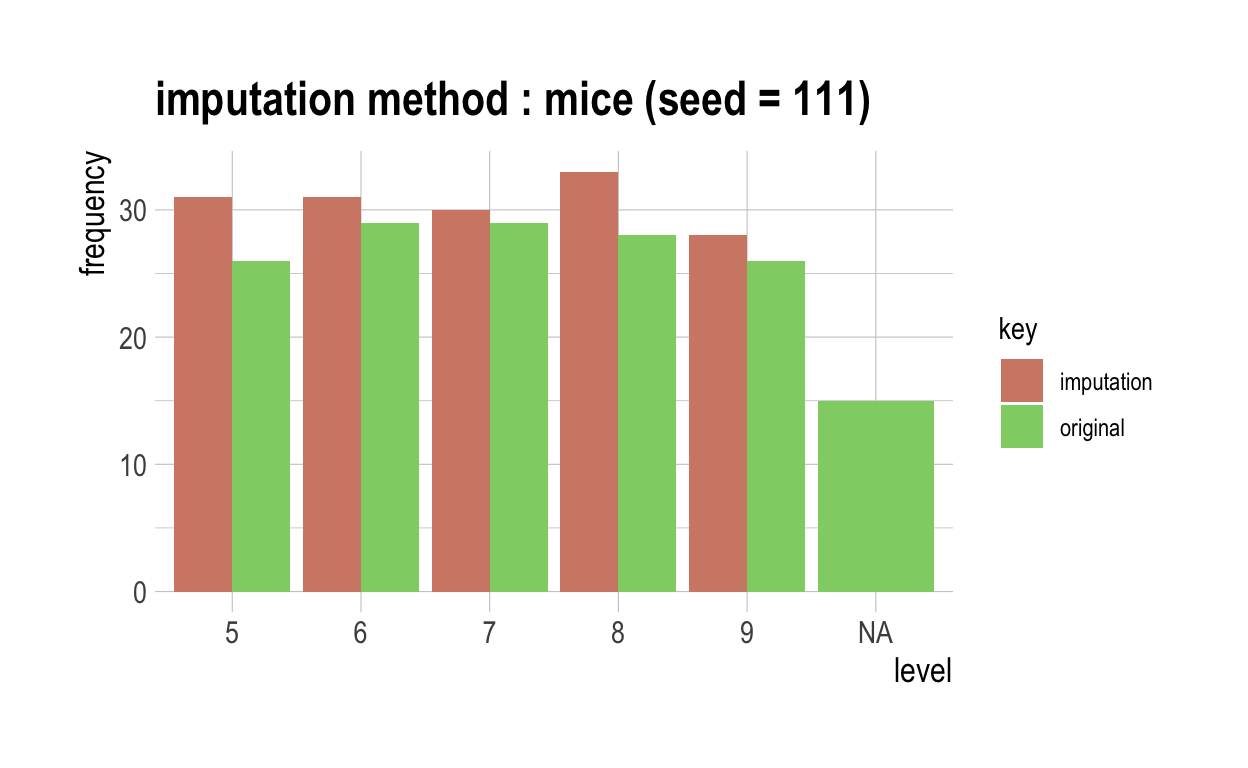 imputation method : mice (seed = 111)
frequency
30
20
10
0
5 6 7 8 9 NA
level
key
imputation
original